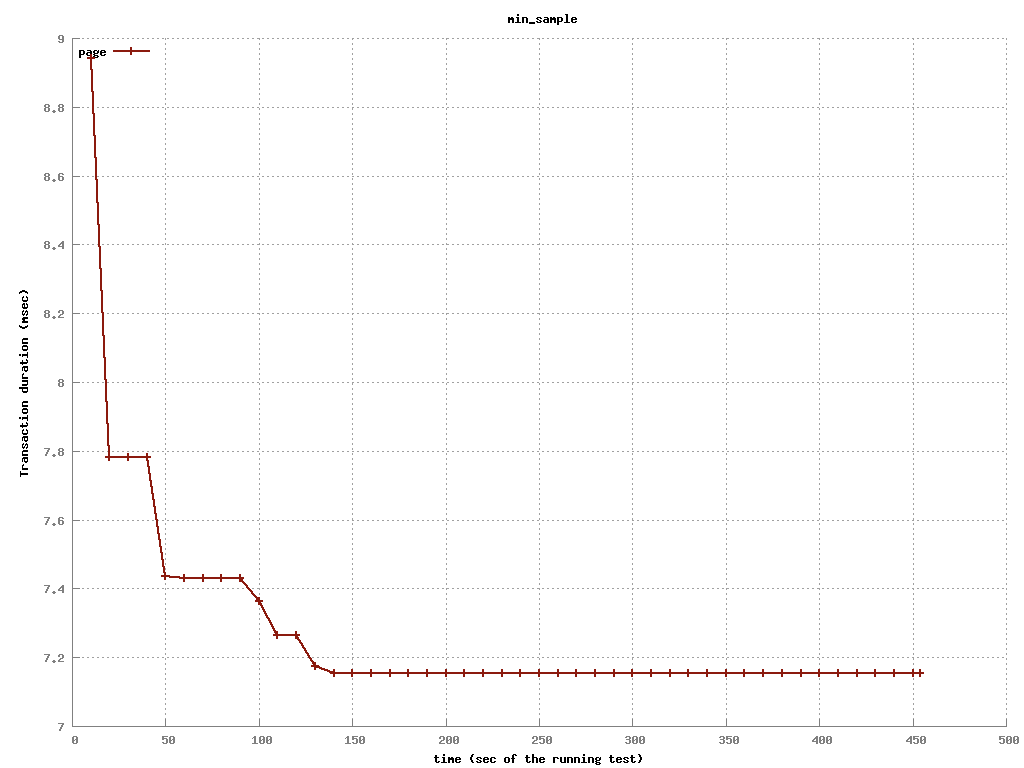 min_sample
page
9
8.8
8.6
8.4
8.2
8
7.8
7.6
7.4
7.2
7
Transaction duration (msec)
0 50 100 150 200 250 300 350 400 450 500
time (sec of the running test)